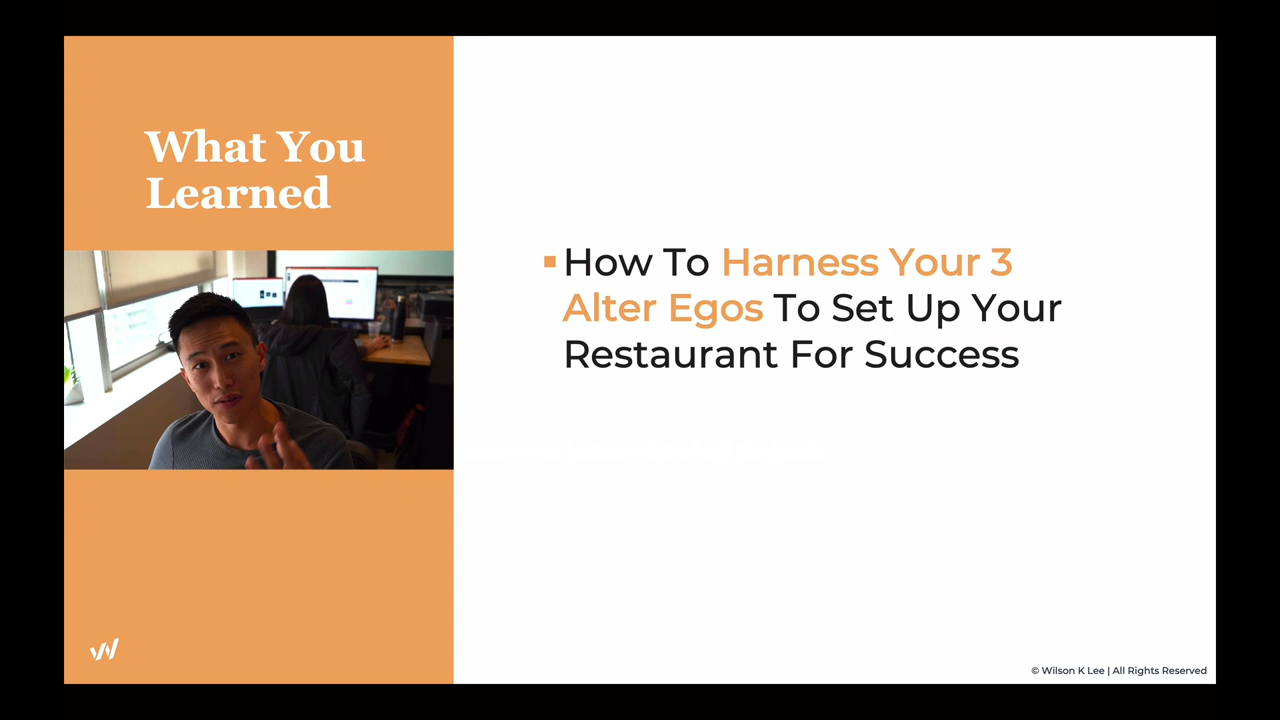 What You
Learned
How To Harness Your 3
Alter Egos To Set Up Your
Restaurant For Success
© Wilson K Lee | All Rights Reserved